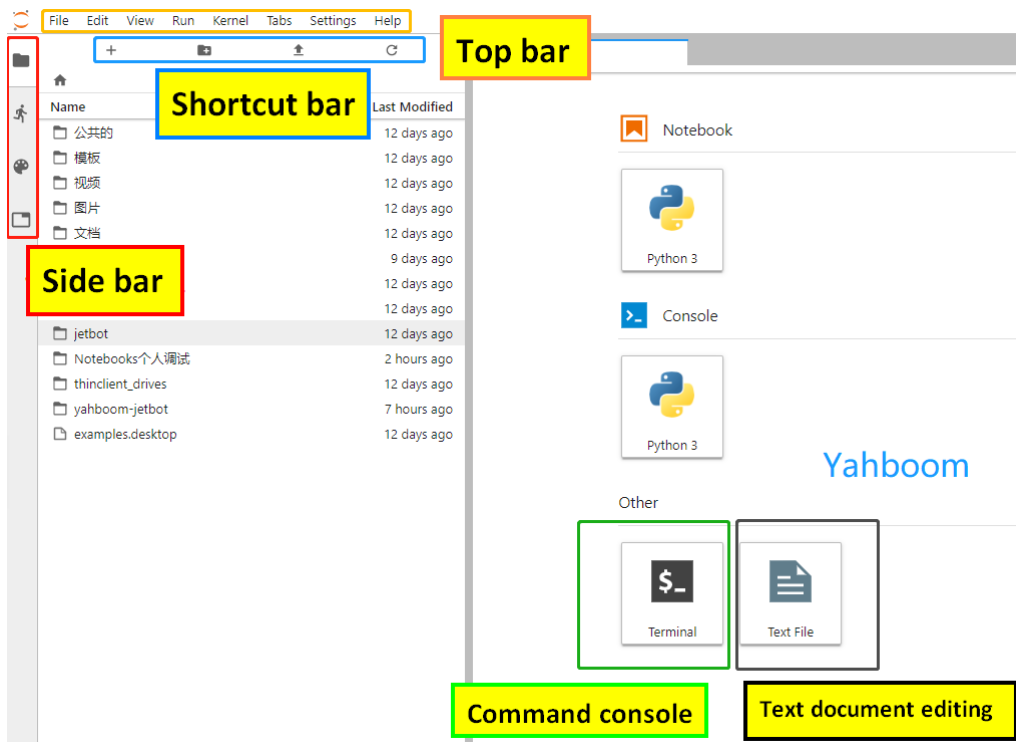 File Edit View Run Kernel Tabs Settings Help
Top bar
Shortcut bar
Name Last Modified
公共的 12 days ago
模板 12 days ago
视频 12 days ago
图片 12 days ago
文档 12 days ago
9 days ago
Side bar
12 days ago
12 days ago
jetbot 12 days ago
Notebooks个人调试 2 hours ago
thinclient_drives 12 days ago
yahboom-jetbot 7 hours ago
examples.desktop 12 days ago
Notebook
Python 3
Console
Python 3
Yahboom
Other
$_
Terminal
Text File
Command console
Text document editing